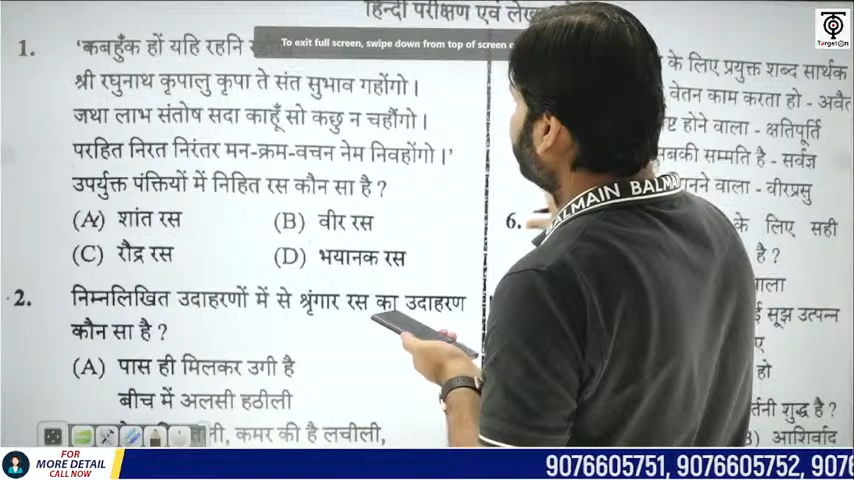 हिन्दी परीक्षण एवं
1. 'कबहुँक हों यहि रहनि
श्री रघुनाथ कृपालु कृपा ते संत सुभाव गहोंगो।
जथा लाभ संतोष सदा काहूँ सो कछु न चहौंगो।
परहित निरत निरंतर मन-क्रम-वचन नेम निवहोंगो।'
उपर्युक्त पंक्तियों में निहित रस कौन सा है ?
(A) शांत रस (B) वीर रस
(C) रौद्र रस (D) भयानक रस
2. निम्नलिखित उदाहरणों में से श्रृंगार रस का उदाहरण
कौन सा है ?
(A) पास ही मिलकर उगी है
बीच में अलसी हठीली
कमर की है लचीली,
To exit full screen, swipe down from top of screen
के लिए प्रयुक्त शब्द सार्थक
वेतन काम करता हो - अवैत
होने वाला - क्षतिपूर्ति
सबकी सम्मति है - सर्वज्ञ
वाला - वीरप्रसु
6. के लिए सही
है ?
सूझ उत्पन्न
हो
शुद्ध है ?
आशिर्वाद
BALMAIN BALMA
TargetOn
FOR
MORE DETAIL
CALL NOW
9076605751, 9076605752, 9076